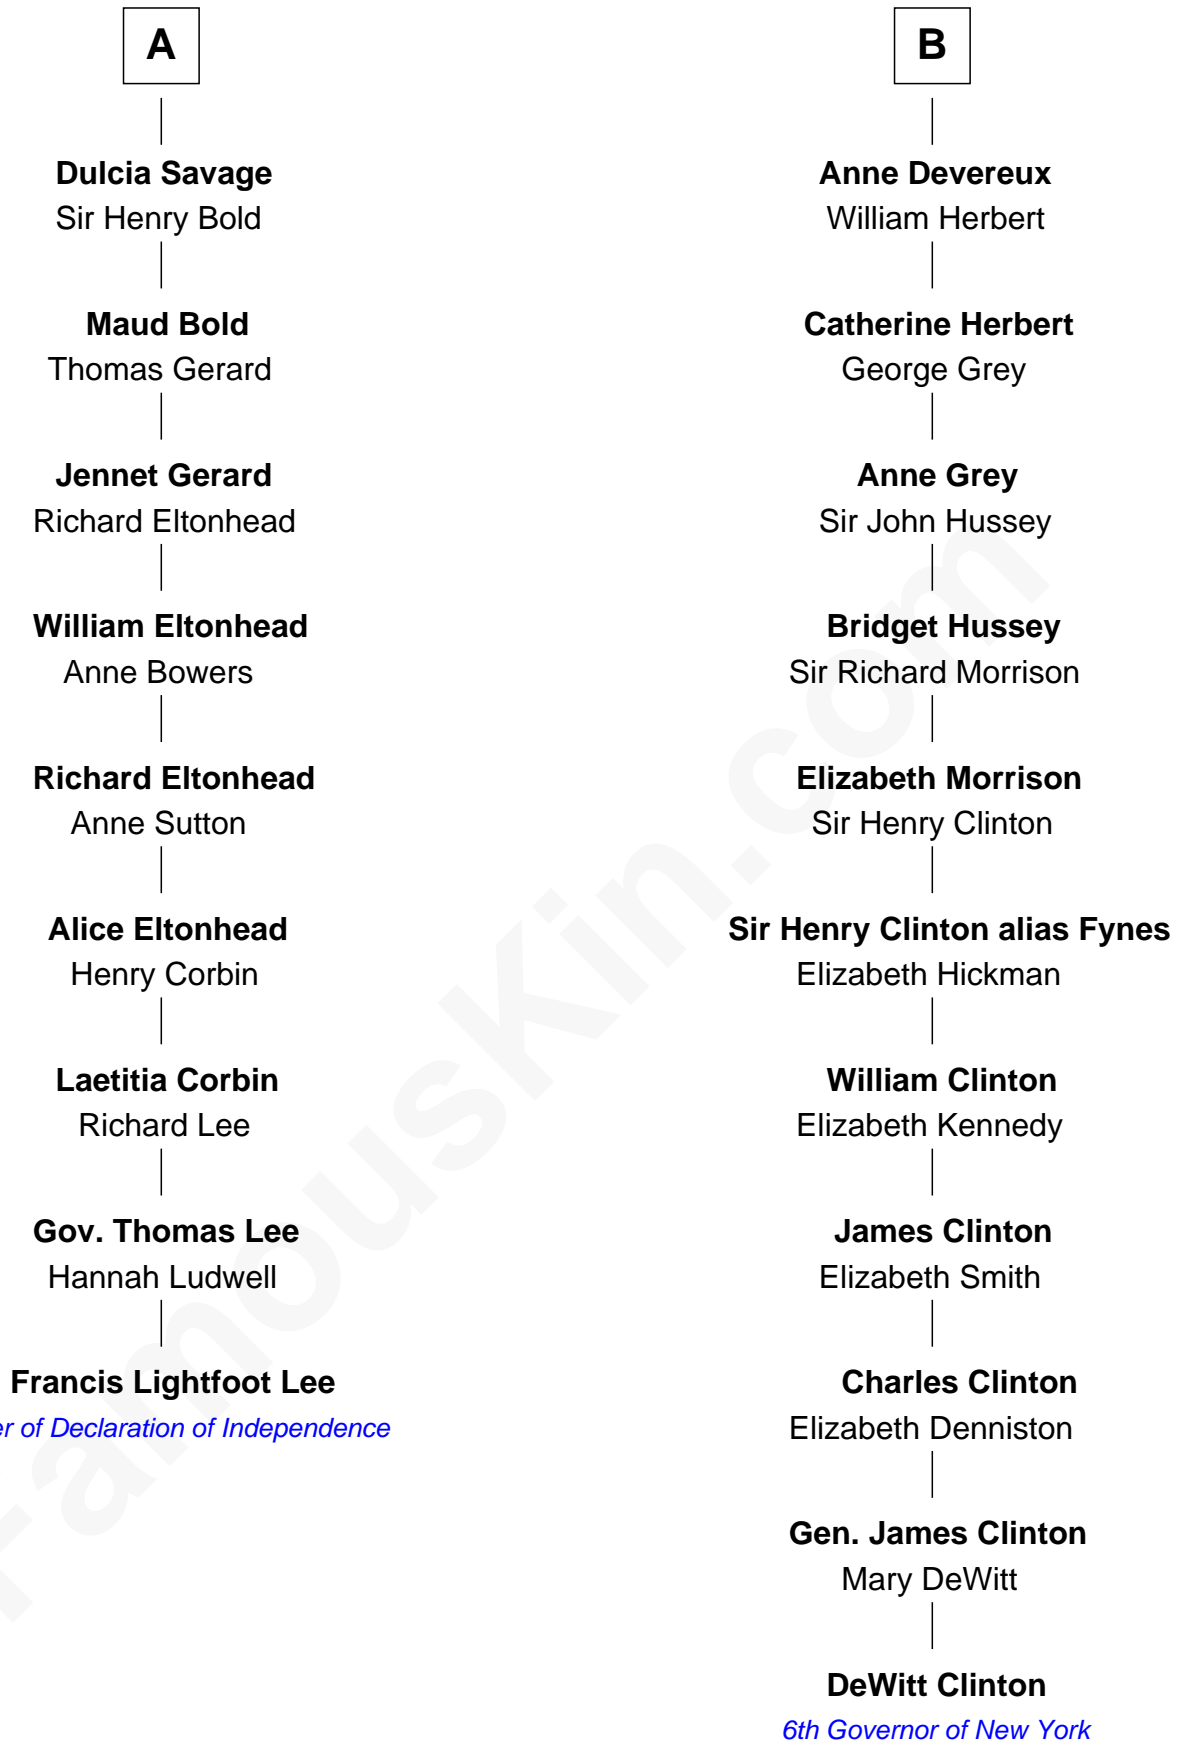 A
Dulcia Savage
Sir Henry Bold
Maud Bold
Thomas Gerard
Jennet Gerard
Richard Eltonhead
William Eltonhead
Anne Bowers
Richard Eltonhead
Anne Sutton
Alice Eltonhead
Henry Corbin
Laetitia Corbin
Richard Lee
Gov. Thomas Lee
Hannah Ludwell
Francis Lightfoot Lee
er of Declaration of Independence
B
Anne Devereux
William Herbert
Catherine Herbert
George Grey
Anne Grey
Sir John Hussey
Bridget Hussey
Sir Richard Morrison
Elizabeth Morrison
Sir Henry Clinton
Sir Henry Clinton alias Fynes
Elizabeth Hickman
William Clinton
Elizabeth Kennedy
James Clinton
Elizabeth Smith
Charles Clinton
Elizabeth Denniston
Gen. James Clinton
Mary DeWitt
DeWitt Clinton
6th Governor of New York
FamousKin.com